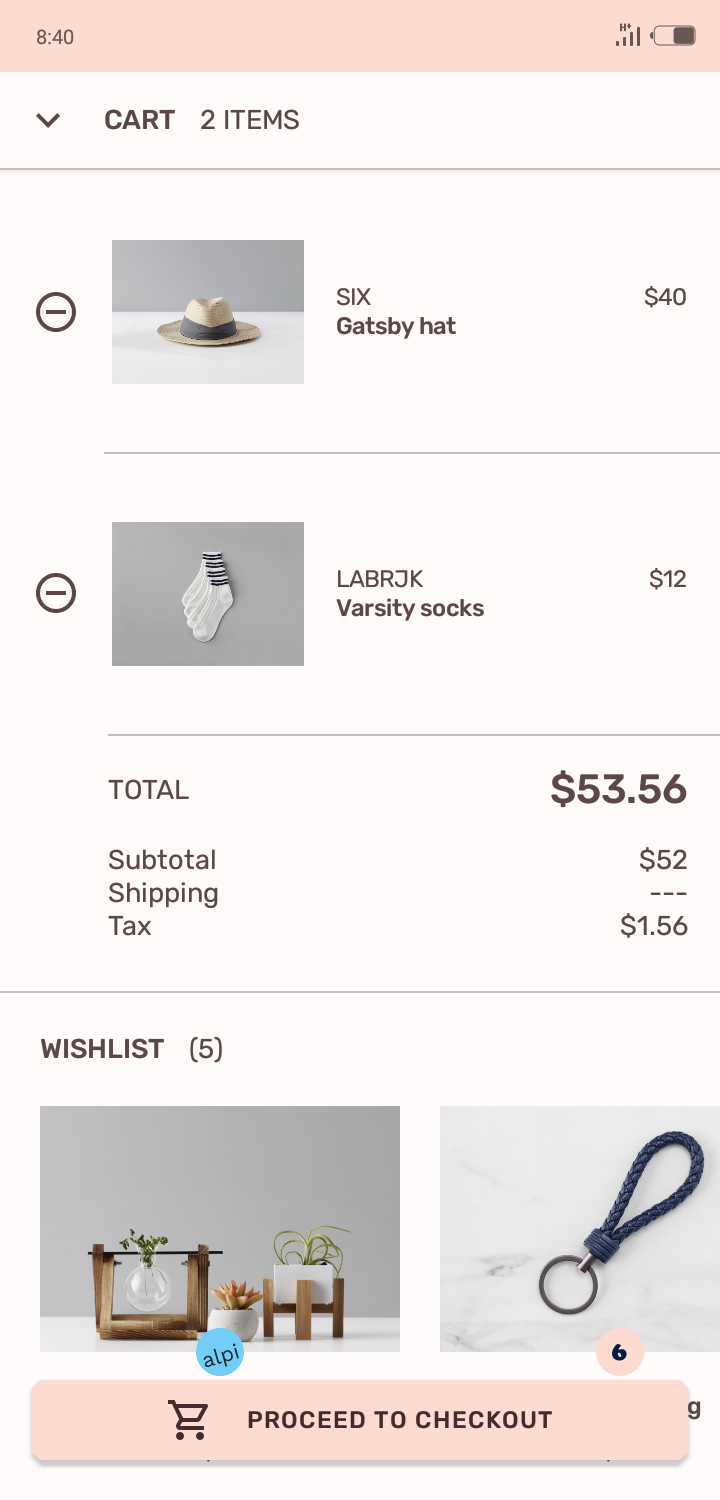 8:40
H+
CART 2 ITEMS
SIX $40
Gatsby hat
LABRJK $12
Varsity socks
TOTAL $53.56
Subtotal $52
Shipping ---
Tax $1.56
WISHLIST (5)
alpi
6
PROCEED TO CHECKOUT